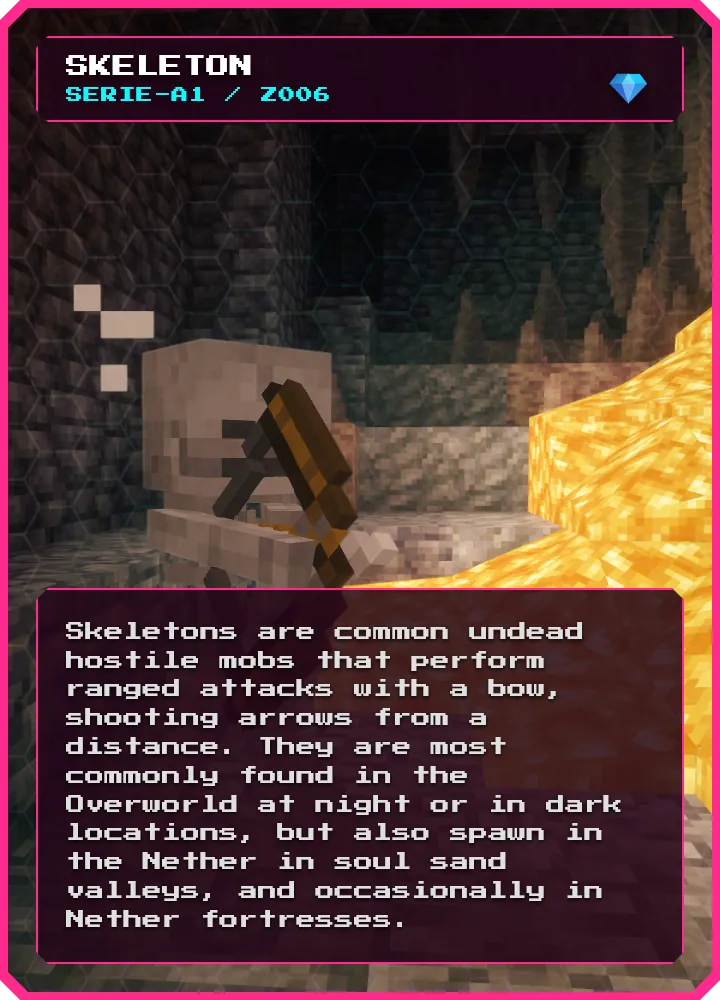 SKELETON
SERIE-A1 / Z006
Skeletons are common undead
hostile mobs that perform
ranged attacks with a bow,
shooting arrows from a
distance. They are most
commonly found in the
Overworld at night or in dark
locations, but also spawn in
the Nether in soul sand
valleys, and occasionally in
Nether fortresses.